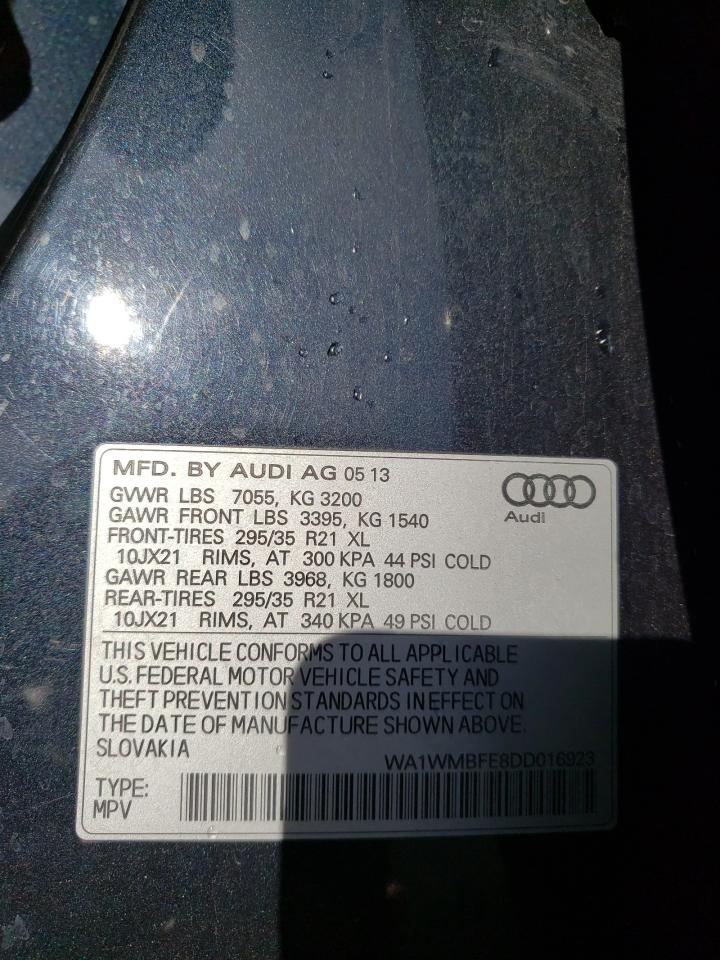 MFD. BY AUDI AG 05 13
GVWR LBS 7055, KG 3200
GAWR FRONT LBS 3395, KG 1540
FRONT-TIRES 295/35 R21 XL
10JX21 RIMS, AT 300 KPA 44 PSI COLD
GAWR REAR LBS 3968, KG 1800
REAR-TIRES 295/35 R21 XL
10JX21 RIMS, AT 340 KPA 49 PSI COLD
Audi
THIS VEHICLE CONFORMS TO ALL APPLICABLE
U.S. FEDERAL MOTOR VEHICLE SAFETY AND
THEFT PREVENTION STANDARDS IN EFFECT ON
THE DATE OF MANUFACTURE SHOWN ABOVE.
SLOVAKIA
WA1WMBFE8DD016923
TYPE:
MPV